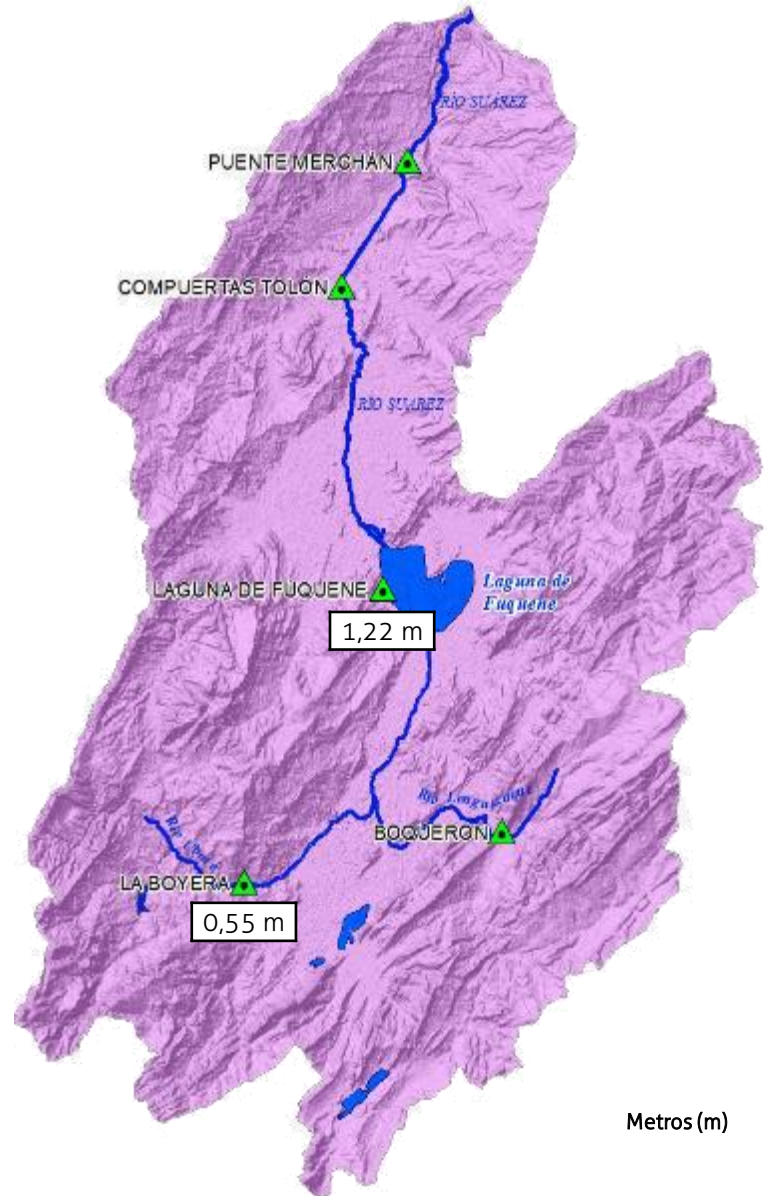 RÍO SUÁREZ
PUENTE MERCHÁN
COMPUERTAS TOLÓN
RÍO SUÁREZ
LAGUNA DE FUQUENE
Laguna de
Fuquene
1,22 m
Río
BOQUERON
LA BOYERA
0,55 m
Metros (m)